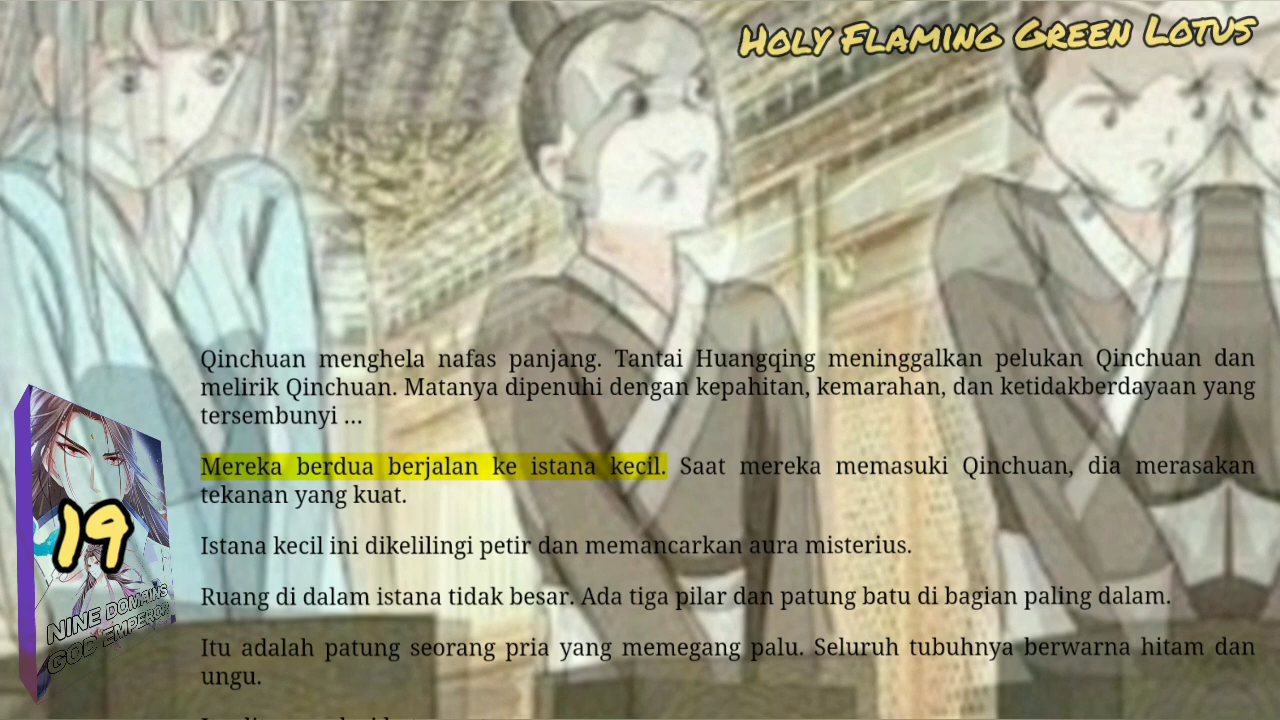 Holy Flaming Green Lotus
Qinchuan menghela nafas panjang. Tantai Huangqing meninggalkan pelukan Qinchuan dan
melirik Qinchuan. Matanya dipenuhi dengan kepahitan, kemarahan, dan ketidakberdayaan yang
tersembunyi ...
Mereka berdua berjalan ke istana kecil. Saat mereka memasuki Qinchuan, dia merasakan
tekanan yang kuat.
Istana kecil ini dikelilingi petir dan memancarkan aura misterius.
Ruang di dalam istana tidak besar. Ada tiga pilar dan patung batu di bagian paling dalam.
Itu adalah patung seorang pria yang memegang palu. Seluruh tubuhnya berwarna hitam dan
ungu.
19
NINE DOMAINS
GOD EMPEROR